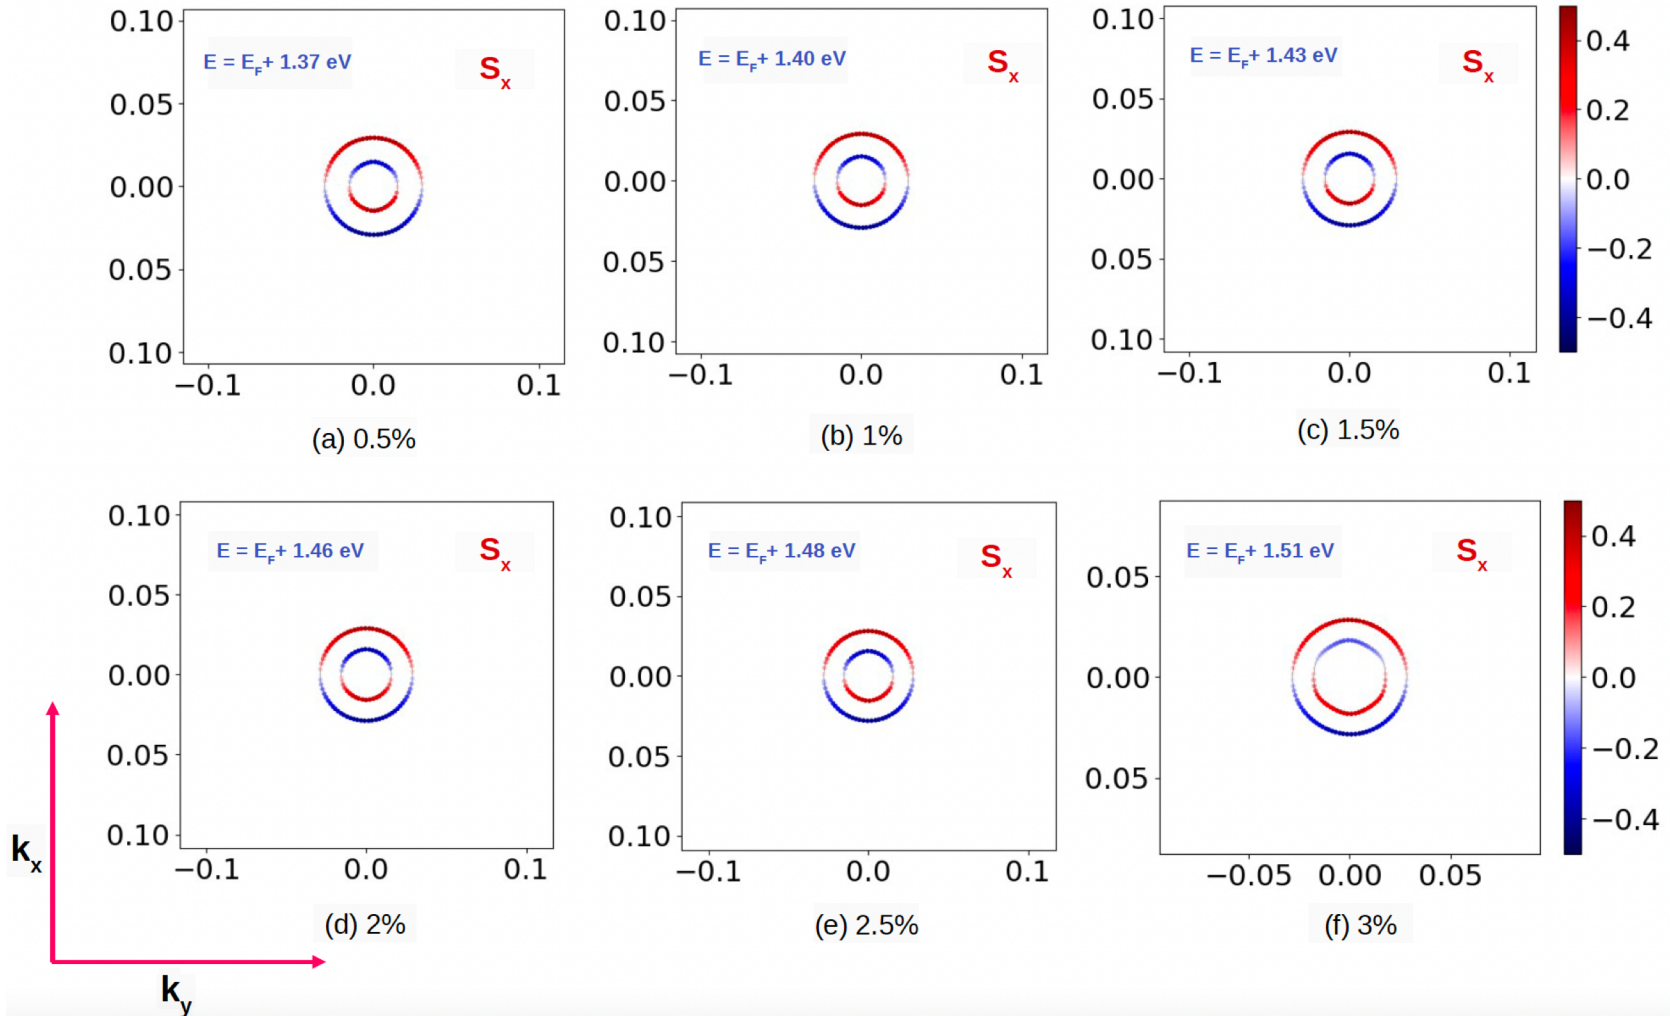 0.10
E = E_F + 1.37 eV
S_x
0.05
0.00
0.05
0.10
−0.1 0.0 0.1
(a) 0.5%
0.10
E = E_F + 1.40 eV
S_x
0.05
0.00
0.05
0.10
−0.1 0.0 0.1
(b) 1%
0.10
E = E_F + 1.43 eV
S_x
0.05
0.00
0.05
0.10
−0.1 0.0 0.1
(c) 1.5%
0.4
0.2
0.0
−0.2
−0.4
0.10
E = E_F + 1.46 eV
S_x
0.05
0.00
0.05
0.10
−0.1 0.0 0.1
(d) 2%
0.10
E = E_F + 1.48 eV
S_x
0.05
0.00
0.05
0.10
−0.1 0.0 0.1
(e) 2.5%
E = E_F + 1.51 eV
S_x
0.05
0.00
0.05
−0.05 0.00 0.05
(f) 3%
0.4
0.2
0.0
−0.2
−0.4
k_x
k_y